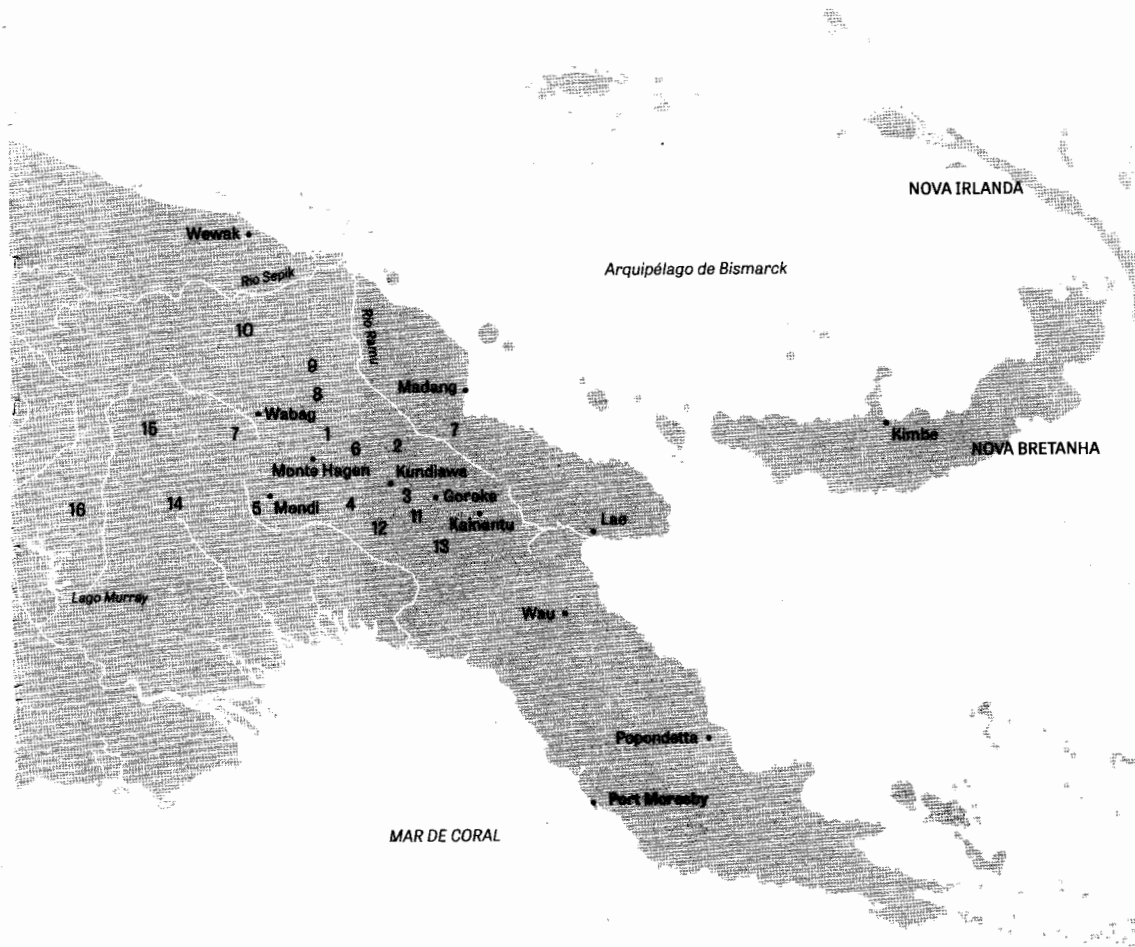 NOVA IRLANDA
Wewak
Arquipélago de Bismarck
Rio Sepik
10
Rio Ramu
9
Madang
8
Wabag
15
7
1
2
7
Kimbe
6
NOVA BRETANHA
Monte Hagen
Kundiawa
16
14
5
Mendi
4
3
Goroka
11
12
Kainantu
Lae
13
Lago Murray
Wau
Popondetta
Port Moresby
MAR DE CORAL